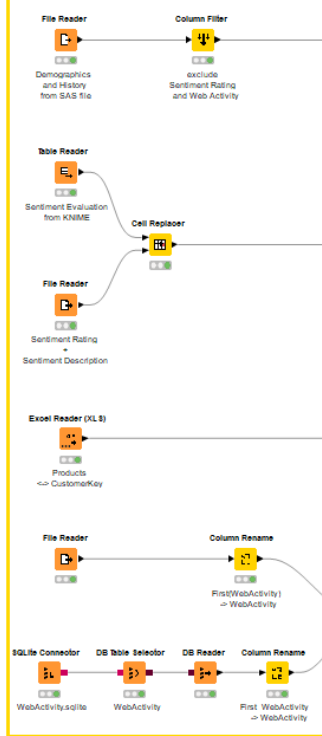 File Reader
Column Filter
Demographics
and History
from SAS file
exclude
Sentiment Rating
and Web Activity
Table Reader
Sentiment Evaluation
from KNIME
Cell Replacer
File Reader
Sentiment Rating
+
Sentiment Description
Excel Reader (XLS)
Products
<-> CustomerKey
File Reader
Column Rename
First(WebActivity)
-> WebActivity
SQLite Connector
DB Table Selector
DB Reader
Column Rename
WebActivity.sqlite
WebActivity
First WebActivity
-> WebActivity